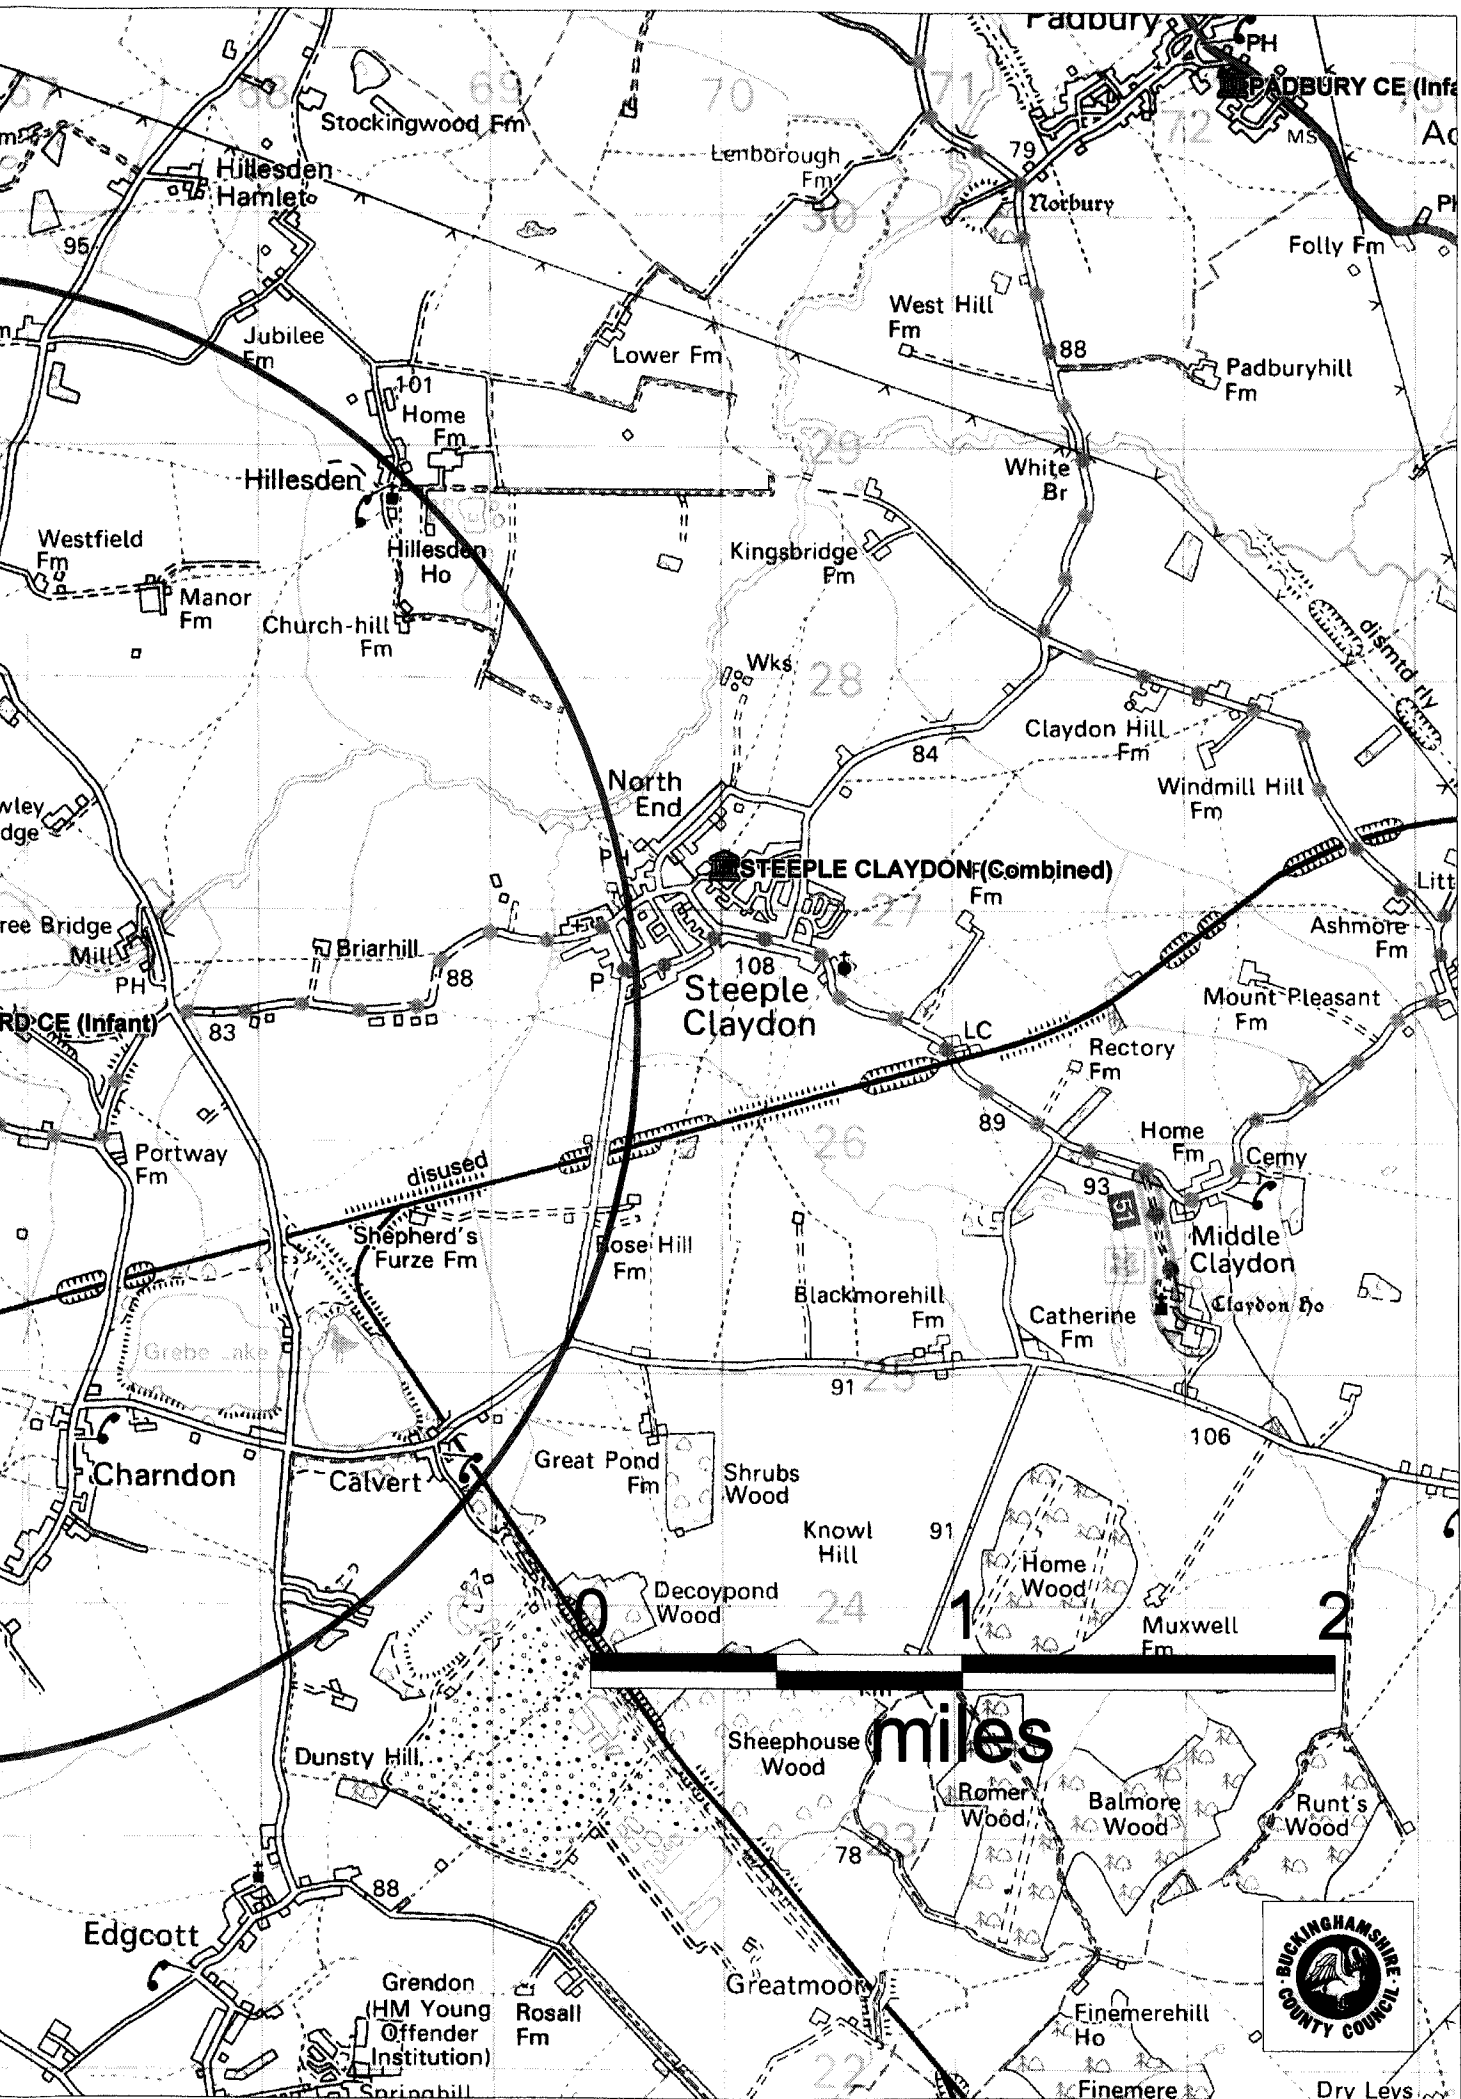 Padbury
PH
PADBURY CE (Infa
67
68
69
70
71
72
Stockingwood Fm
MS
Lenborough
Fm
79
Hillesden
Hamlet
30
Norbury
95
Folly Fm
West Hill
Fm
Jubilee
Fm
Lower Fm
88
Padburyhill
Fm
101
Home
Fm
29
White
Br
Hillesden
Westfield
Fm
Hillesden
Ho
Kingsbridge
Fm
Manor
Fm
Church-hill
Fm
dismtd rly
Wks
28
Claydon Hill
Fm
84
North
End
Windmill Hill
Fm
wley
dge
PH
STEEPLE CLAYDON (Combined)
Fm
Litt
27
ree Bridge
Mill
Briarhill
Ashmore
Fm
PH
88
P
108
Steeple
Claydon
Mount Pleasant
Fm
RD CE (Infant)
83
LC
Rectory
Fm
89
26
Home
Fm
Cemy
Portway
Fm
disused
93
51
Shepherd's
Furze Fm
Rose Hill
Fm
Middle
Claydon
Blackmorehill
Fm
Catherine
Fm
Claydon Ho
Grebe Lake
91
25
106
Charndon
Calvert
Great Pond
Fm
Shrubs
Wood
Knowl
Hill
91
Home
Wood
Decoypond
Wood
24
Muxwell
Fm
0
1
2
km
miles
Dunsty Hill
Sheephouse
Wood
Romer
Wood
Balmore
Wood
Runt's
Wood
78
23
88
Edgcott
BUCKINGHAMSHIRE
COUNTY COUNCIL
Grendon
(HM Young
Offender
Institution)
Rosall
Fm
Greatmoor
Finemerehill
Ho
22
Springhill
Finemere
Dry Leys